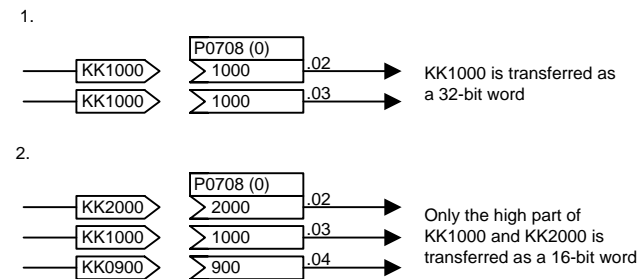 1.
P0708 (0)
KK1000 1000 .02
KK1000 1000 .03
KK1000 is transferred as
a 32-bit word
2.
P0708 (0)
KK2000 2000 .02
KK1000 1000 .03
KK0900 900 .04
Only the high part of
KK1000 and KK2000 is
transferred as a 16-bit word